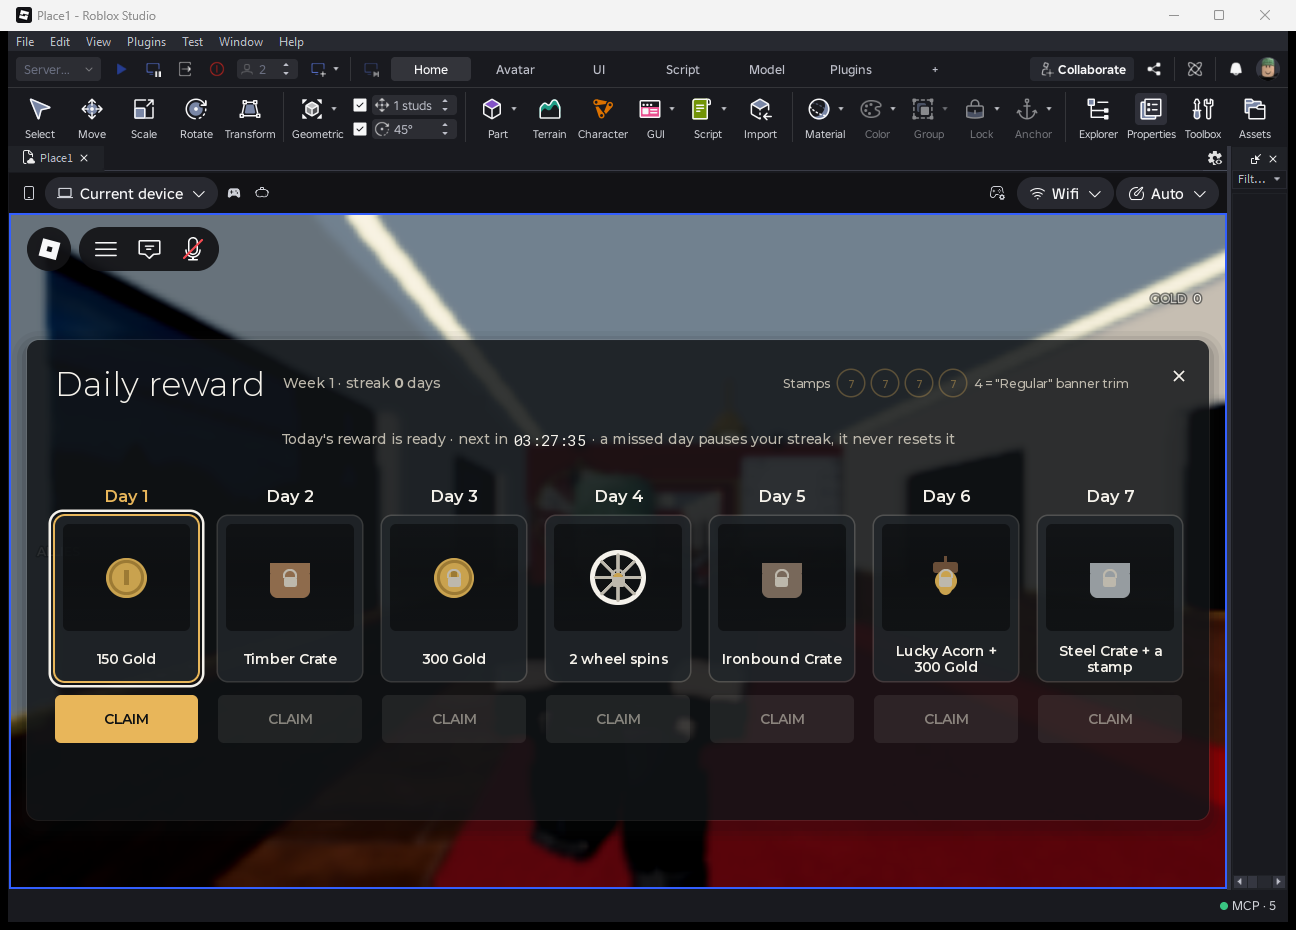 Place1 - Roblox Studio
File Edit View Plugins Test Window Help
Server... 2 Home Avatar UI Script Model Plugins + Collaborate
1 studs
45°
Select Move Scale Rotate Transform Geometric Part Terrain Character GUI Script Import Material Color Group Lock Anchor Explorer Properties Toolbox Assets
Place1
Filt...
Current device Wifi Auto
GOLD 0
Daily reward Week 1 · streak 0 days Stamps 7 7 7 7 4 = "Regular" banner trim
Today's reward is ready · next in 03:27:35 · a missed day pauses your streak, it never resets it
Day 1 Day 2 Day 3 Day 4 Day 5 Day 6 Day 7
150 Gold Timber Crate 300 Gold 2 wheel spins Ironbound Crate Lucky Acorn + 300 Gold Steel Crate + a stamp
CLAIM CLAIM CLAIM CLAIM CLAIM CLAIM CLAIM
MCP · 5